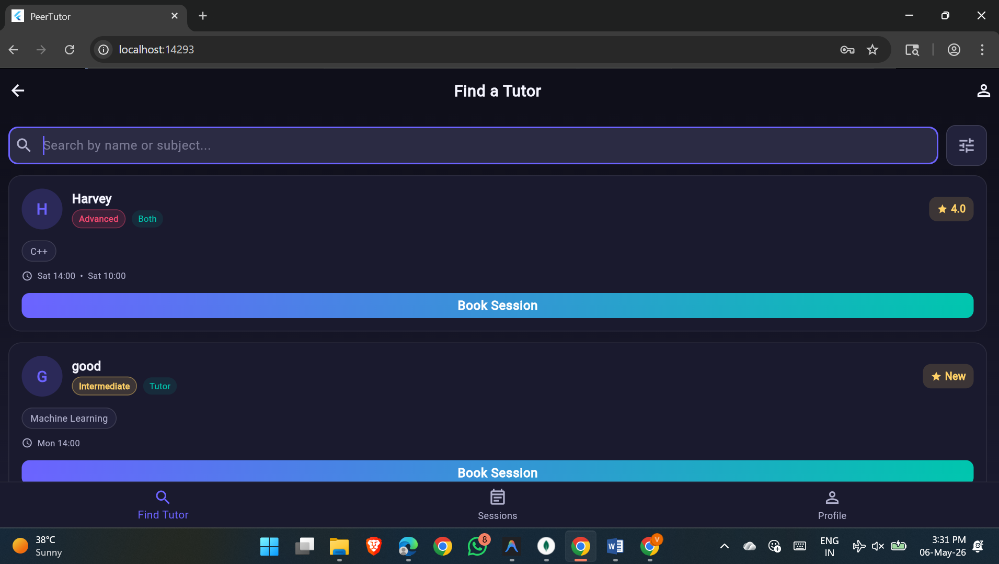 PeerTutor
localhost:14293
Find a Tutor
Search by name or subject...
H
Harvey
Advanced
Both
★ 4.0
C++
Sat 14:00 • Sat 10:00
Book Session
G
good
Intermediate
Tutor
★ New
Machine Learning
Mon 14:00
Book Session
Find Tutor
Sessions
Profile
38°C
Sunny
8
W
V
ENG
IN
3:31 PM
06-May-26